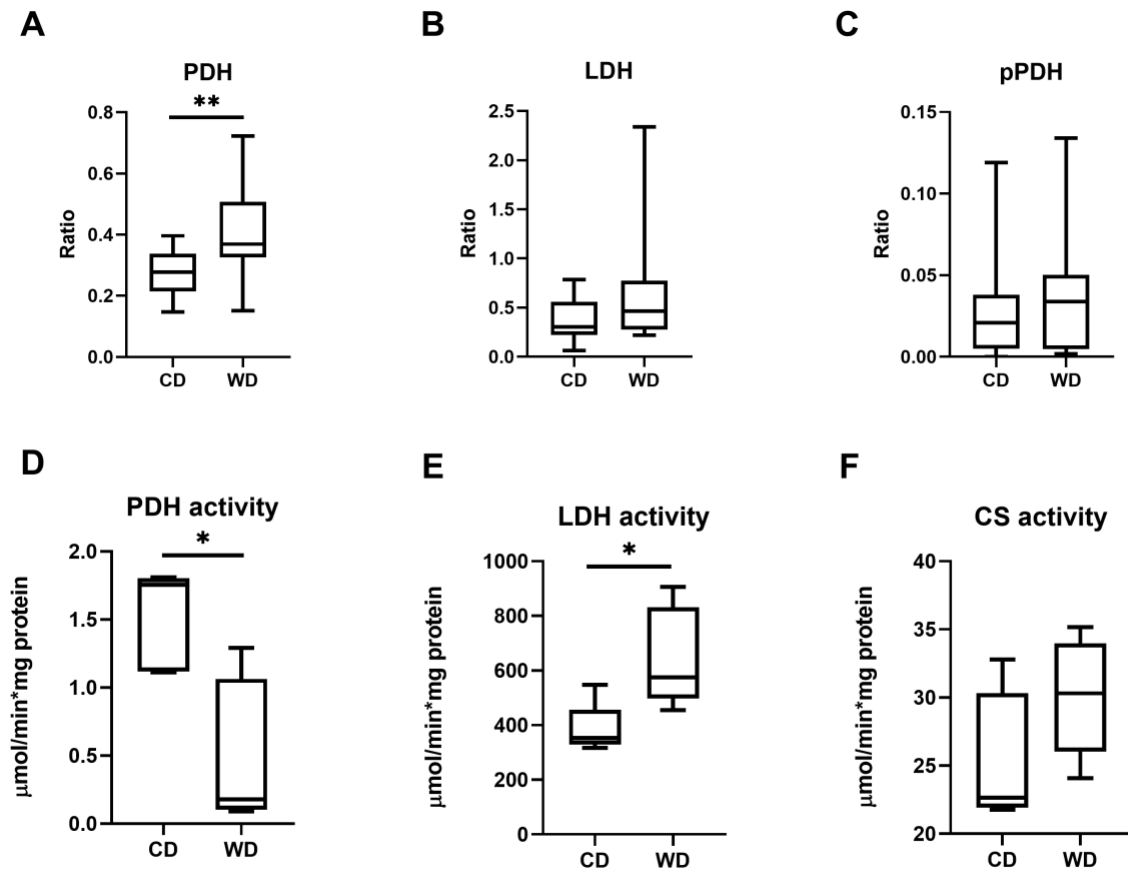 A
PDH
**
0.8
0.6
0.4
0.2
0.0
Ratio
CD WD
B
LDH
2.5
2.0
1.5
1.0
0.5
0.0
Ratio
CD WD
C
pPDH
0.15
0.10
0.05
0.00
Ratio
CD WD
D
PDH activity
*
2.0
1.5
1.0
0.5
0.0
μmol/min*mg protein
CD WD
E
LDH activity
*
1000
800
600
400
200
0
μmol/min*mg protein
CD WD
F
CS activity
40
35
30
25
20
μmol/min*mg protein
CD WD